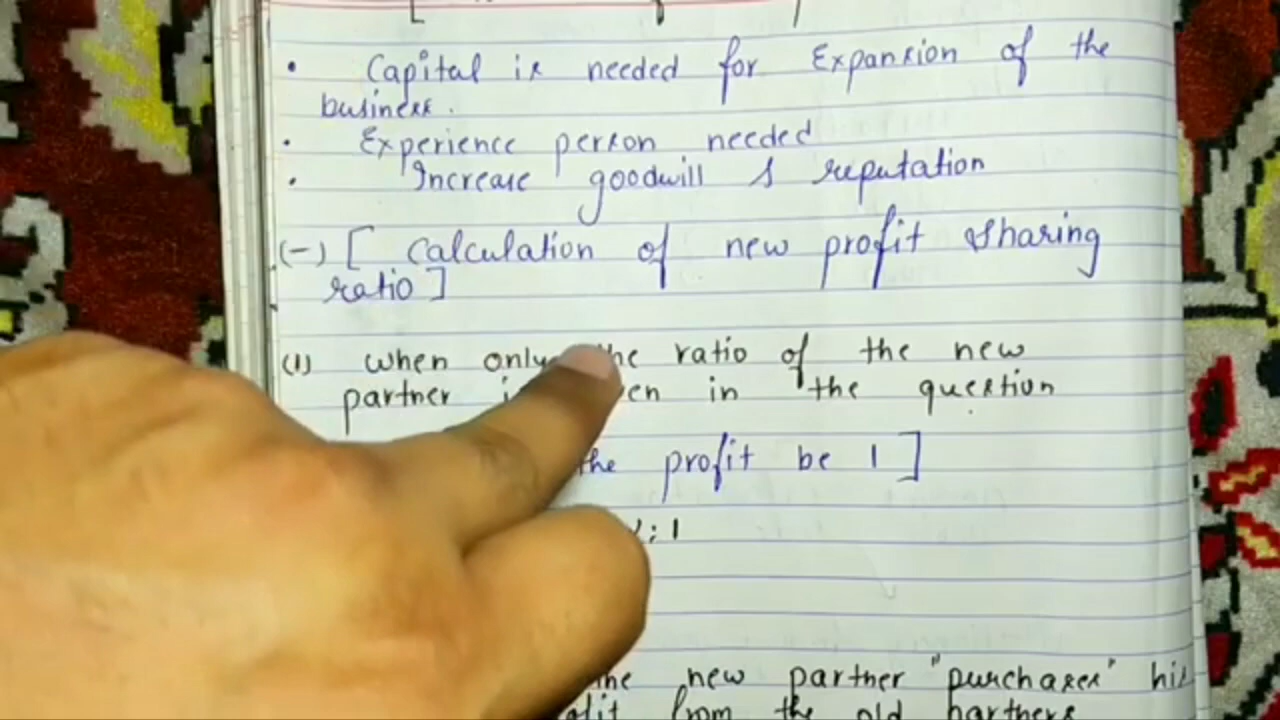 • Capital is needed for Expansion of the
business.
• Experience person needed
• Increase goodwill & reputation
(-) [ Calculation of new profit sharing
ratio ]
(1) when only the ratio of the new
partner in the question
the profit be 1 ]
: 1
the new partner "purchases" his
from the old partners